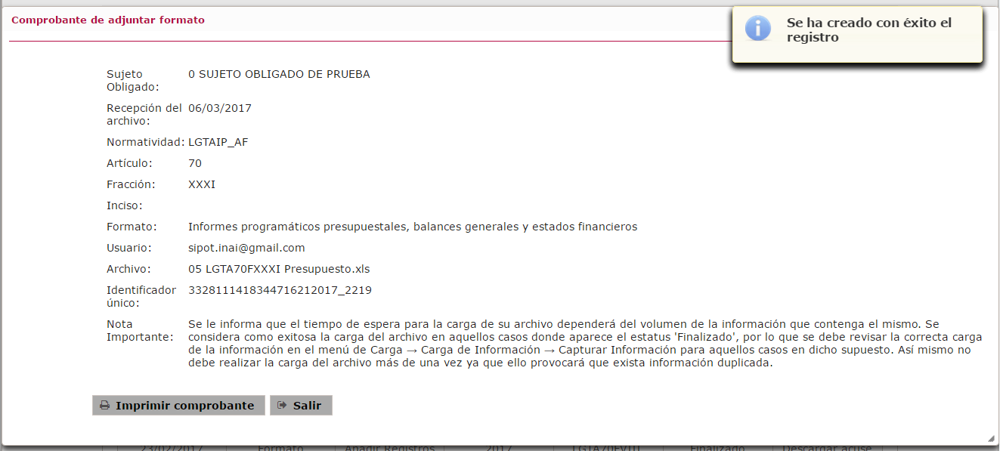 Comprobante de adjuntar formato
Se ha creado con éxito el
registro
Sujeto 0 SUJETO OBLIGADO DE PRUEBA
Obligado:
Recepción del 06/03/2017
archivo:
Normatividad: LGTAIP_AF
Artículo: 70
Fracción: XXXI
Inciso:
Formato: Informes programáticos presupuestales, balances generales y estados financieros
Usuario: sipot.inai@gmail.com
Archivo: 05 LGTA70FXXXI Presupuesto.xls
Identificador 3328111418344716212017_2219
único:
Nota Se le informa que el tiempo de espera para la carga de su archivo dependerá del volumen de la información que contenga el mismo. Se
Importante: considera como exitosa la carga del archivo en aquellos casos donde aparece el estatus 'Finalizado', por lo que se debe revisar la correcta carga
de la información en el menú de Carga → Carga de Información → Capturar Información para aquellos casos en dicho supuesto. Así mismo no
debe realizar la carga del archivo más de una vez ya que ello provocará que exista información duplicada.
Imprimir comprobante Salir
23/02/2017 Formato Añadir Registros 2017 LGTA70FVIII Finalizado Descargar acuse